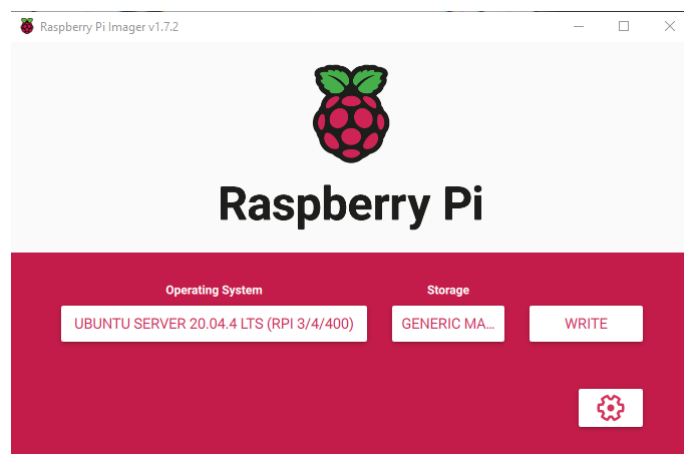 Raspberry Pi Imager v1.7.2
Raspberry Pi
Operating System
Storage
UBUNTU SERVER 20.04.4 LTS (RPI 3/4/400)
GENERIC MA...
WRITE